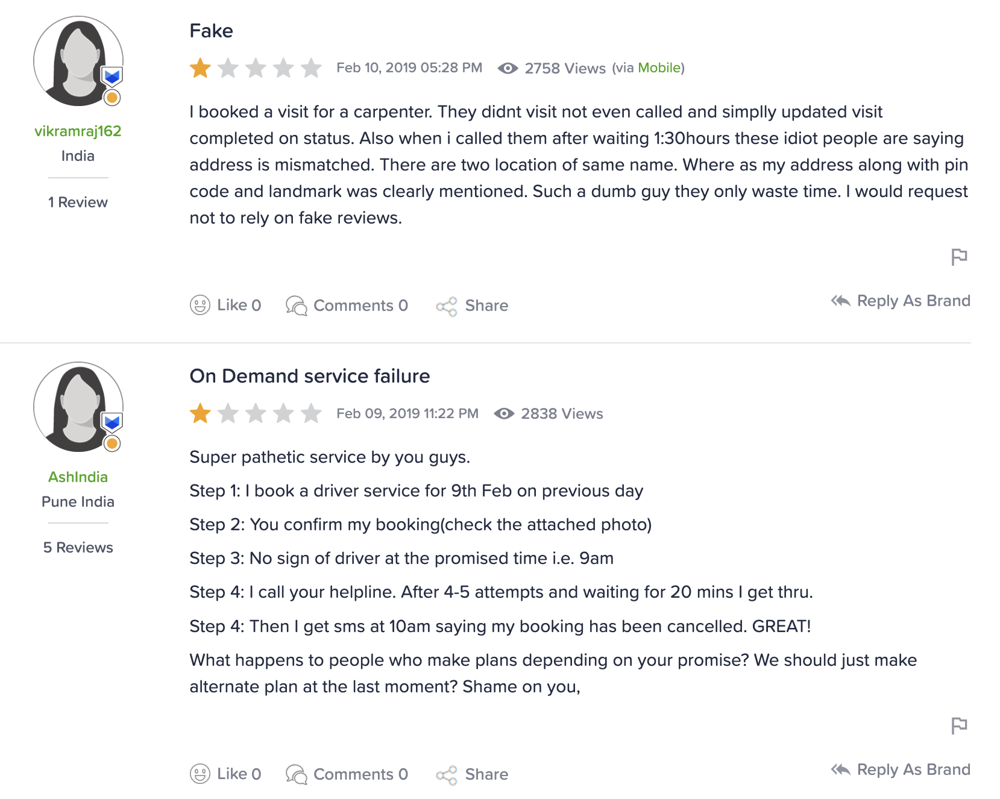 Fake
Feb 10, 2019 05:28 PM 2758 Views (via Mobile)
vikramraj162
India
1 Review
I booked a visit for a carpenter. They didnt visit not even called and simplly updated visit
completed on status. Also when i called them after waiting 1:30hours these idiot people are saying
address is mismatched. There are two location of same name. Where as my address along with pin
code and landmark was clearly mentioned. Such a dumb guy they only waste time. I would request
not to rely on fake reviews.
Like 0 Comments 0 Share Reply As Brand
On Demand service failure
Feb 09, 2019 11:22 PM 2838 Views
AshIndia
Pune India
5 Reviews
Super pathetic service by you guys.
Step 1: I book a driver service for 9th Feb on previous day
Step 2: You confirm my booking(check the attached photo)
Step 3: No sign of driver at the promised time i.e. 9am
Step 4: I call your helpline. After 4-5 attempts and waiting for 20 mins I get thru.
Step 4: Then I get sms at 10am saying my booking has been cancelled. GREAT!
What happens to people who make plans depending on your promise? We should just make
alternate plan at the last moment? Shame on you,
Like 0 Comments 0 Share Reply As Brand